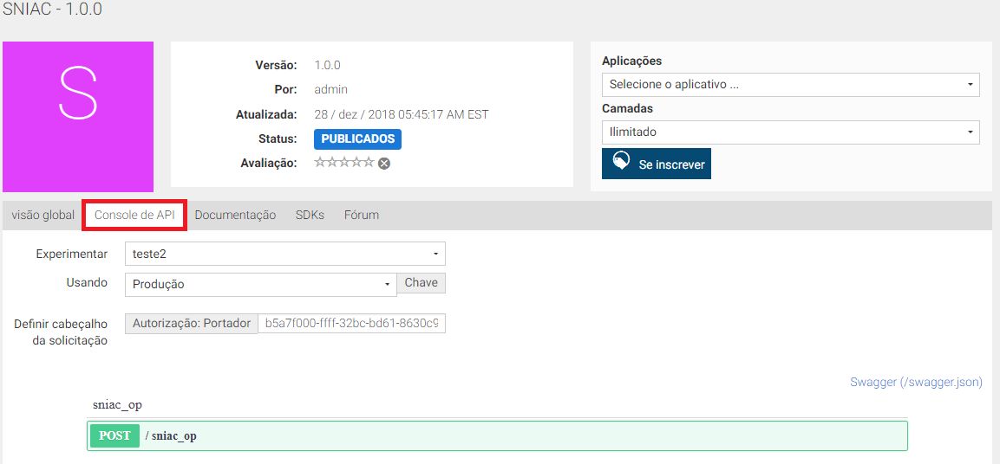 SNIAC - 1.0.0
S
Versão: 1.0.0
Por: admin
Atualizada: 28 / dez / 2018 05:45:17 AM EST
Status: PUBLICADOS
Avaliação:
Aplicações
Selecione o aplicativo ...
Camadas
Ilimitado
Se inscrever
visão global Console de API Documentação SDKs Fórum
Experimentar teste2
Usando Produção Chave
Definir cabeçalho da solicitação Autorização: Portador b5a7f000-ffff-32bc-bd61-8630c9
Swagger (/swagger.json)
sniac_op
POST / sniac_op